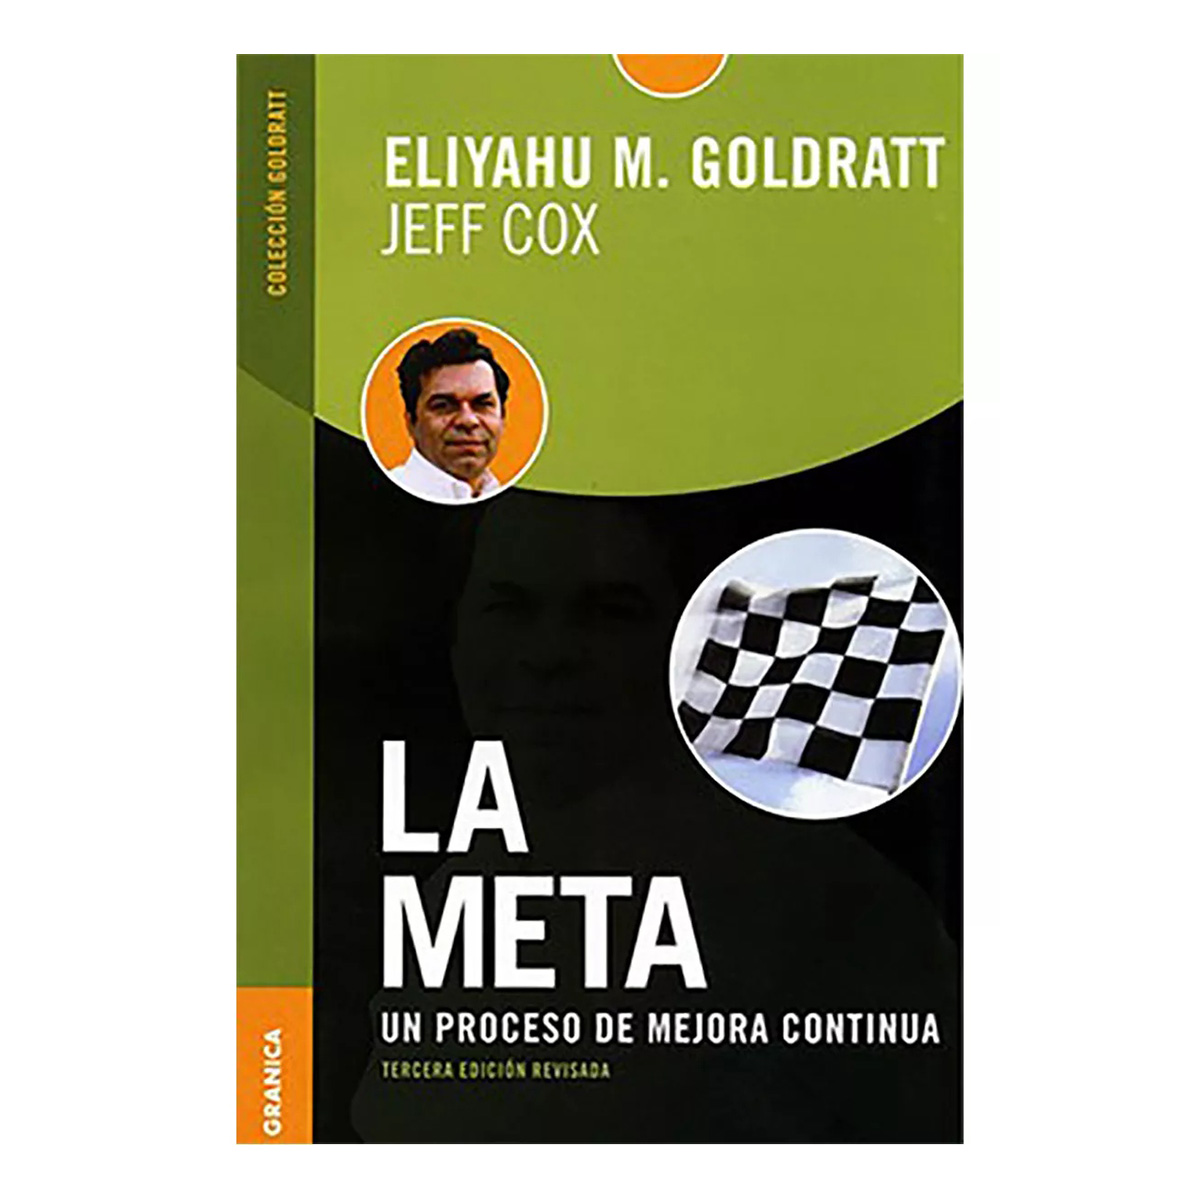 COLECCIÓN GOLDRATT
ELIYAHU M. GOLDRATT
JEFF COX
LA
META
UN PROCESO DE MEJORA CONTINUA
TERCERA EDICIÓN REVISADA
GRANICA